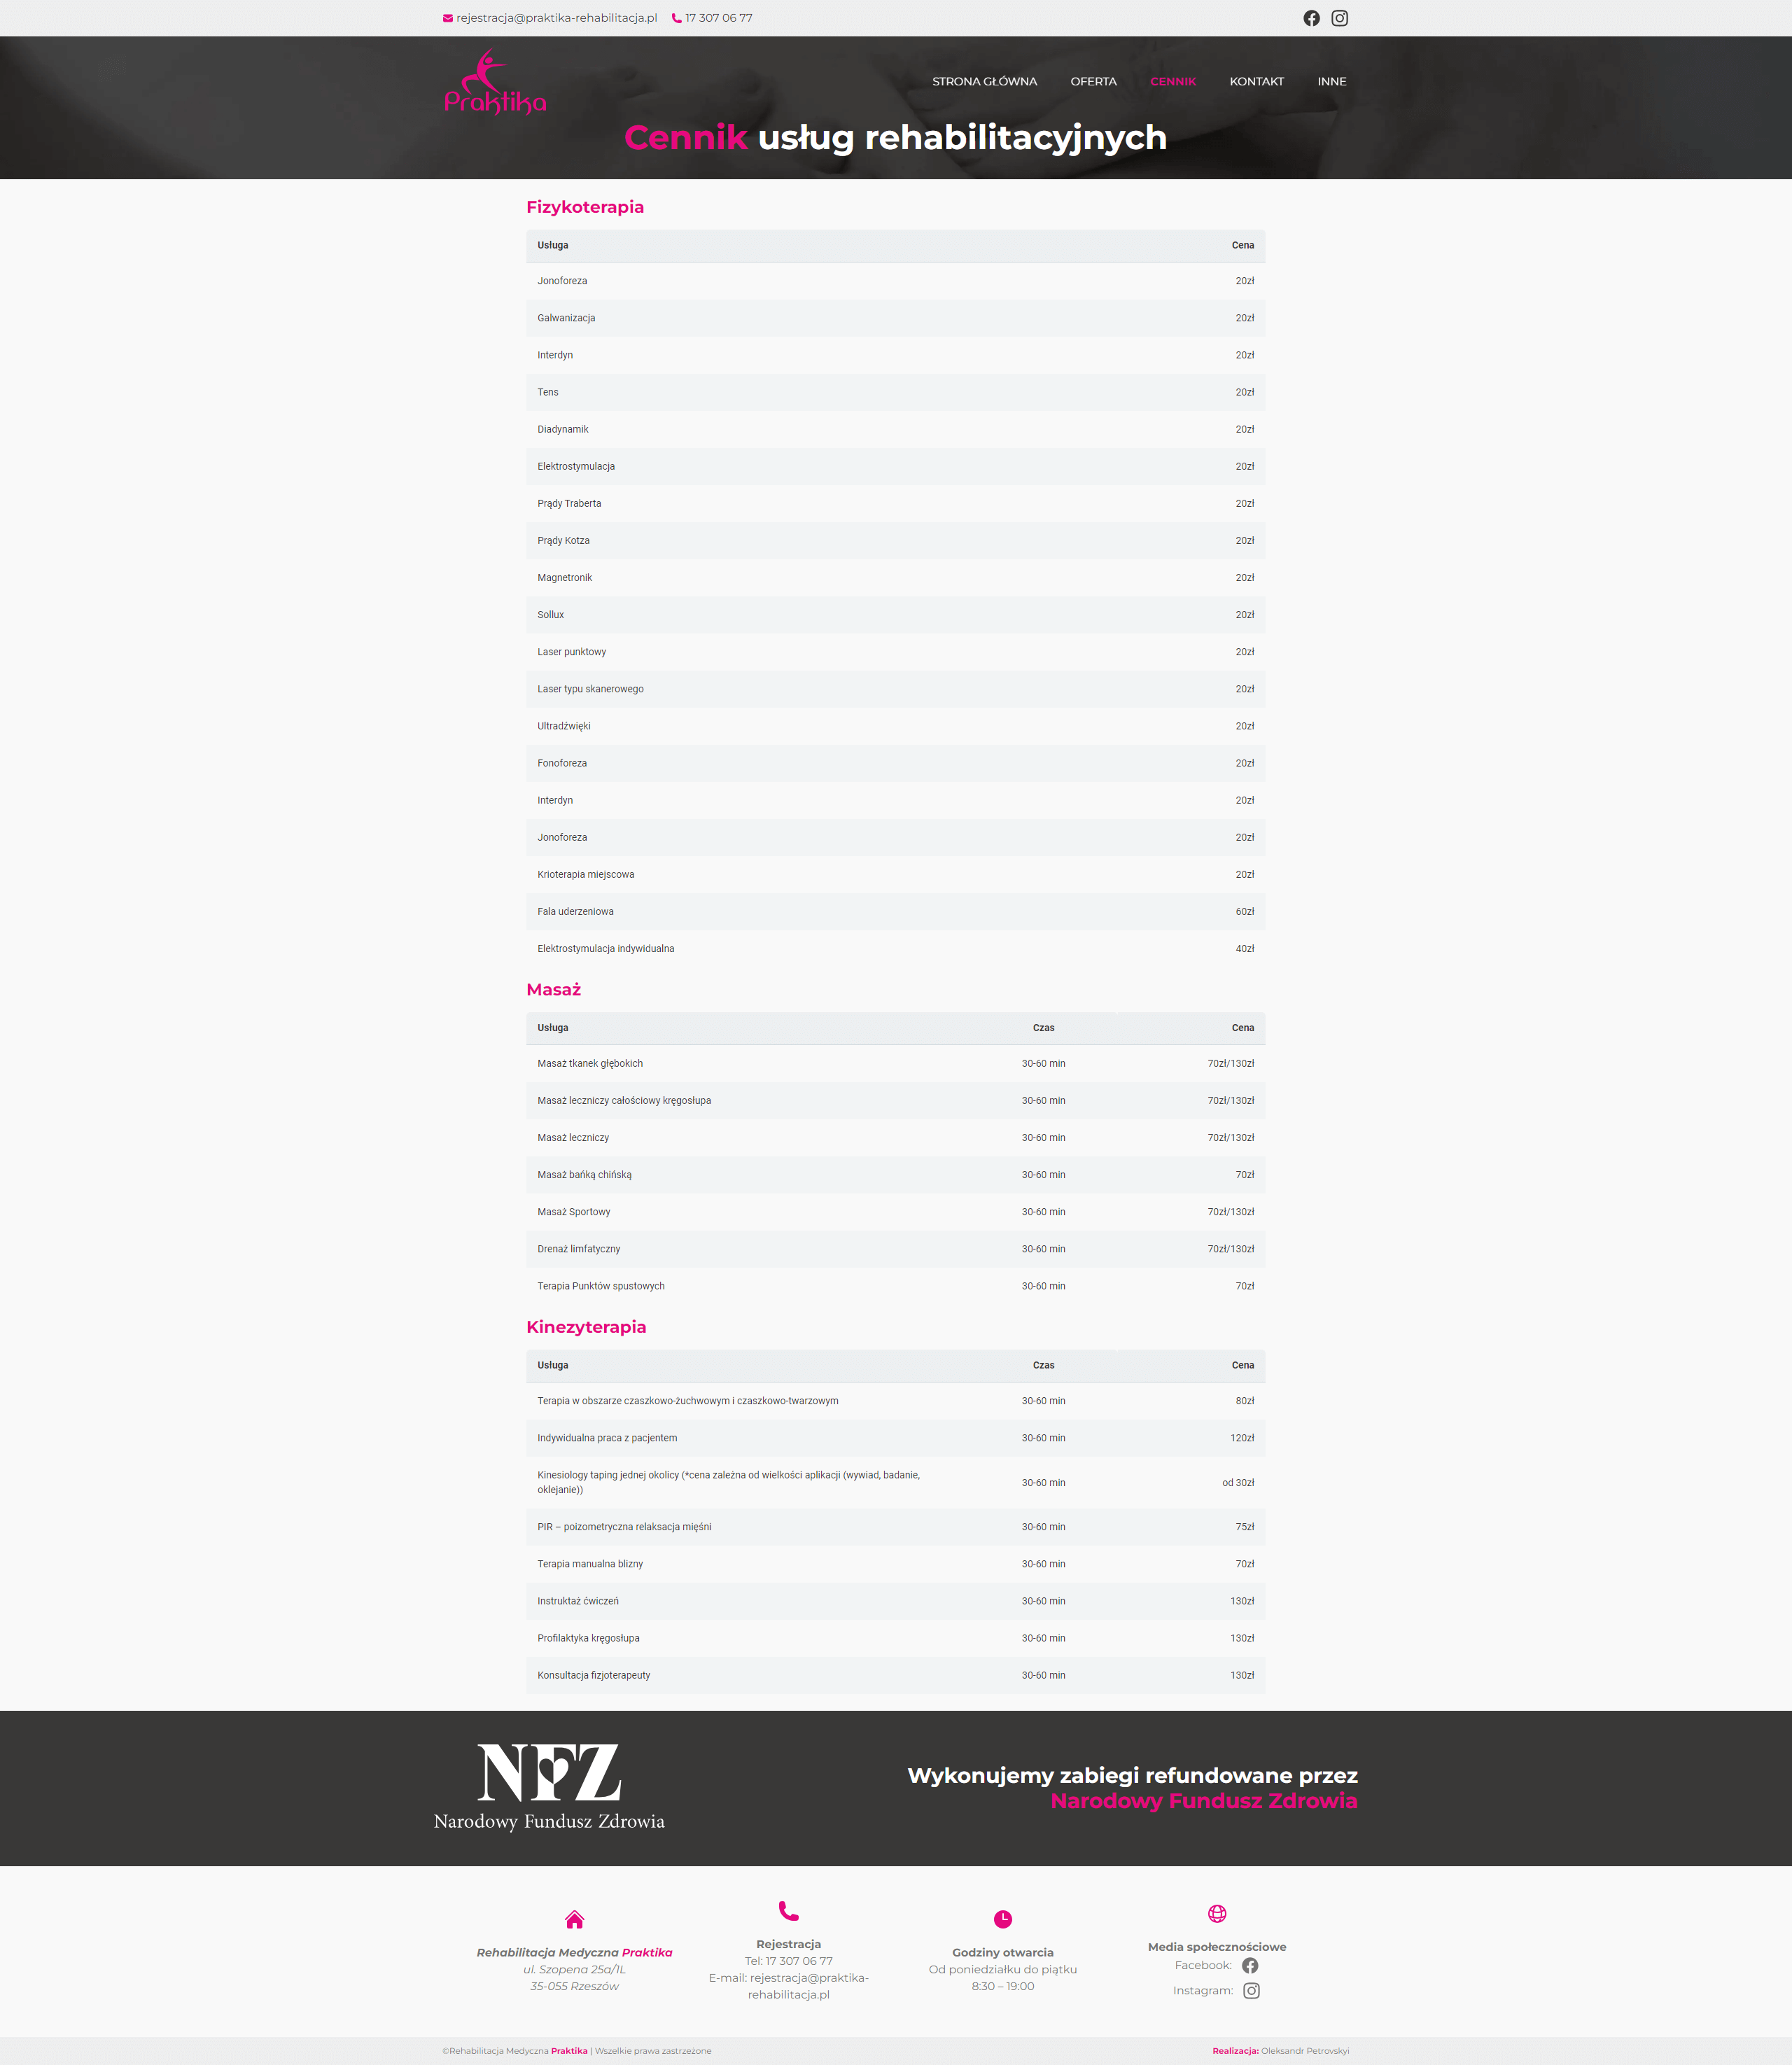 rejestracja@praktika-rehabilitacja.pl 17 307 06 77
Praktika
STRONA GŁÓWNA OFERTA CENNIK KONTAKT INNE
Cennik usług rehabilitacyjnych
Fizykoterapia
Usługa Cena
Jonoforeza 20zł
Galwanizacja 20zł
Interdyn 20zł
Tens 20zł
Diadynamik 20zł
Elektrostymulacja 20zł
Prądy Traberta 20zł
Prądy Kotza 20zł
Magnetronik 20zł
Sollux 20zł
Laser punktowy 20zł
Laser typu skanerowego 20zł
Ultradźwięki 20zł
Fonoforeza 20zł
Interdyn 20zł
Jonoforeza 20zł
Krioterapia miejscowa 20zł
Fala uderzeniowa 60zł
Elektrostymulacja indywidualna 40zł
Masaż
Usługa Czas Cena
Masaż tkanek głębokich 30-60 min 70zł/130zł
Masaż leczniczy całościowy kręgosłupa 30-60 min 70zł/130zł
Masaż leczniczy 30-60 min 70zł/130zł
Masaż bańką chińską 30-60 min 70zł
Masaż Sportowy 30-60 min 70zł/130zł
Drenaż limfatyczny 30-60 min 70zł/130zł
Terapia Punktów spustowych 30-60 min 70zł
Kinezyterapia
Usługa Czas Cena
Terapia w obszarze czaszkowo-żuchwowym i czaszkowo-twarzowym 30-60 min 80zł
Indywidualna praca z pacjentem 30-60 min 120zł
Kinesiology taping jednej okolicy (*cena zależna od wielkości aplikacji (wywiad, badanie,
oklejanie)) 30-60 min od 30zł
PIR – poizometryczna relaksacja mięśni 30-60 min 75zł
Terapia manualna blizny 30-60 min 70zł
Instruktaż ćwiczeń 30-60 min 130zł
Profilaktyka kręgosłupa 30-60 min 130zł
Konsultacja fizjoterapeuty 30-60 min 130zł
NFZ
Narodowy Fundusz Zdrowia
Wykonujemy zabiegi refundowane przez
Narodowy Fundusz Zdrowia
Rehabilitacja Medyczna Praktika
ul. Szopena 25a/1L
35-055 Rzeszów
Rejestracja
Tel: 17 307 06 77
E-mail: rejestracja@praktika-
rehabilitacja.pl
Godziny otwarcia
Od poniedziałku do piątku
8:30 – 19:00
Media społecznościowe
Facebook:
Instagram:
©Rehabilitacja Medyczna Praktika | Wszelkie prawa zastrzeżone
Realizacja: Oleksandr Petrovskyi